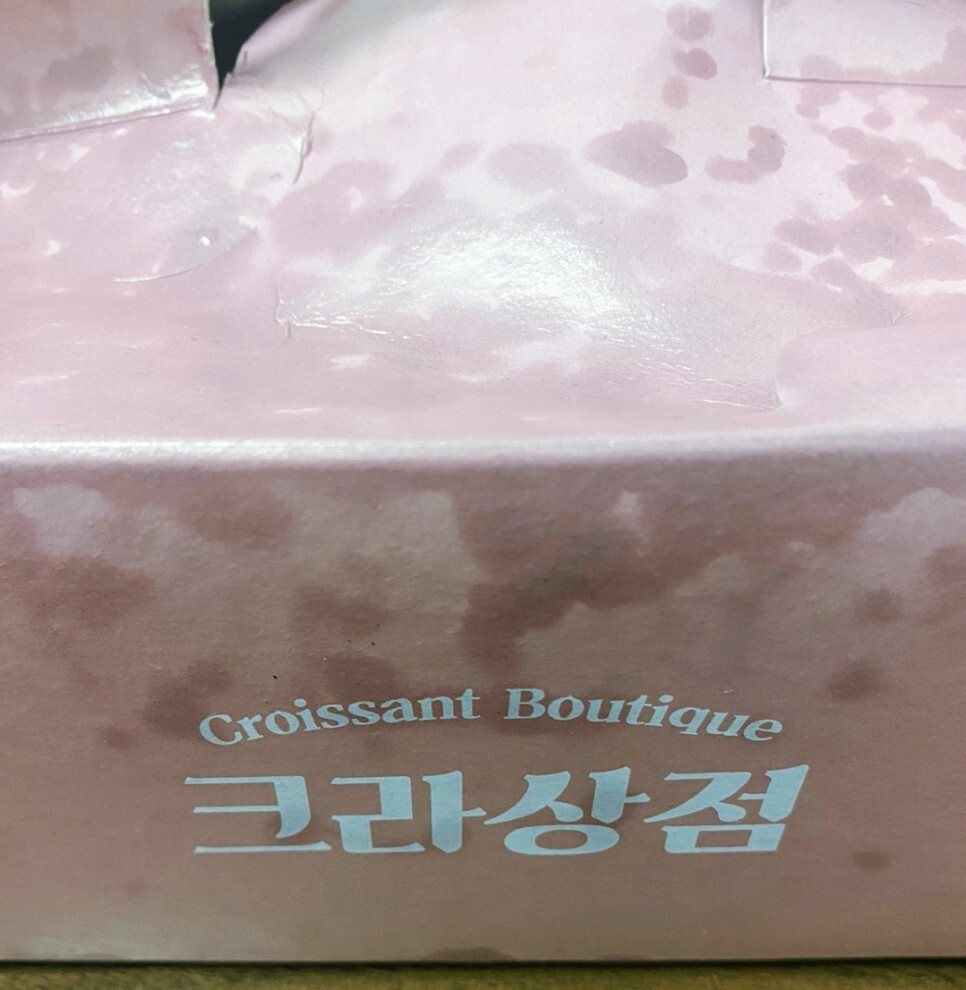 Croissant Boutique
크라상점